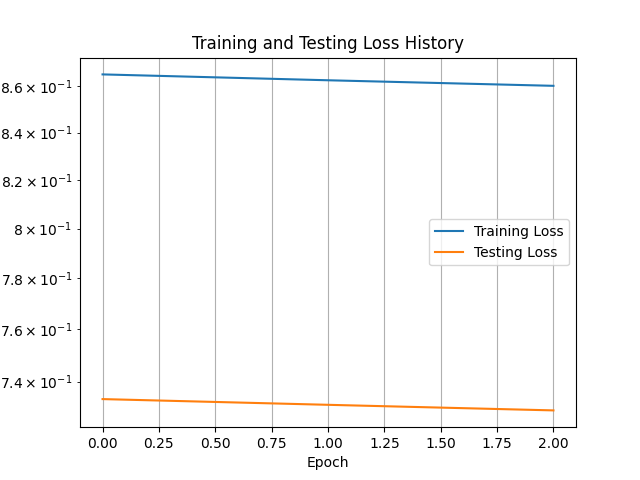 Training and Testing Loss History
8.6 × 10⁻¹
8.4 × 10⁻¹
8.2 × 10⁻¹
8 × 10⁻¹
7.8 × 10⁻¹
7.6 × 10⁻¹
7.4 × 10⁻¹
Training Loss
Testing Loss
0.00 0.25 0.50 0.75 1.00 1.25 1.50 1.75 2.00
Epoch